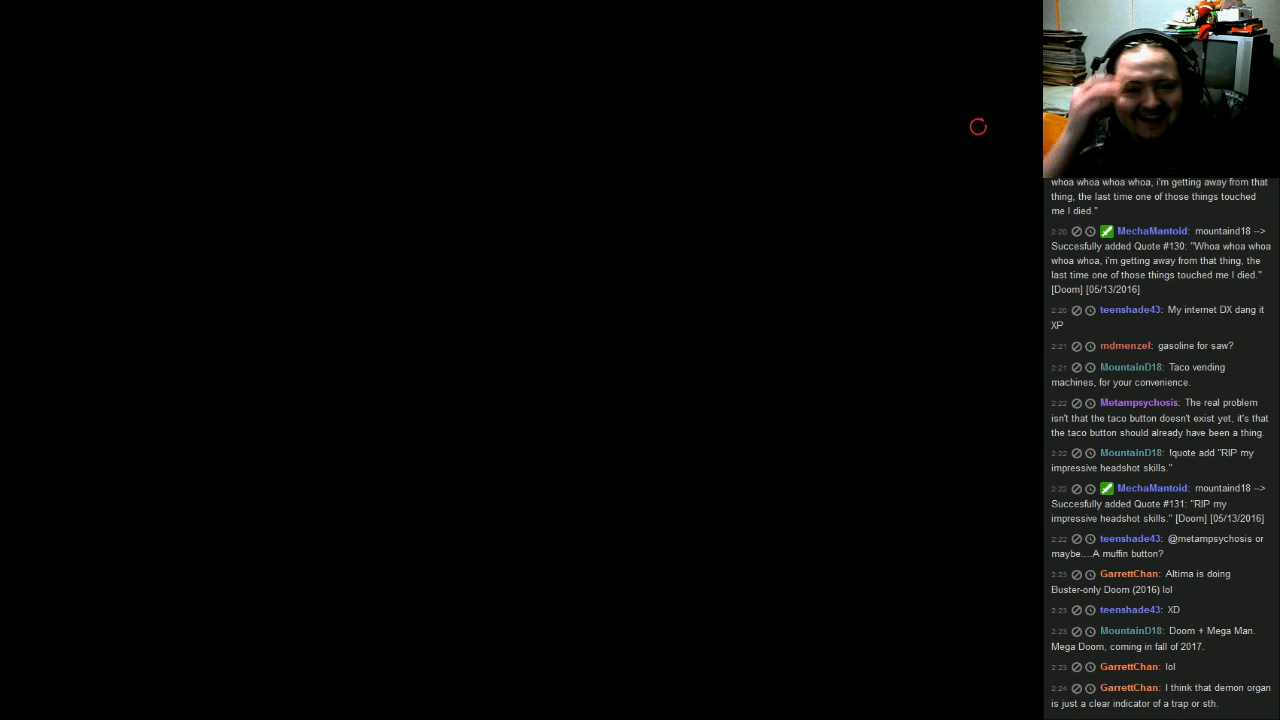 whoa whoa whoa whoa, i'm getting away from that
thing, the last time one of those things touched
me I died."
2:20 MechaMantoid: mountaind18 -->
Succesfully added Quote #130: "Whoa whoa whoa
whoa whoa, i'm getting away from that thing, the
last time one of those things touched me I died."
[Doom] [05/13/2016]
2:20 teenshade43: My internet DX dang it
XP
2:21 mdmenzel: gasoline for saw?
2:21 MountainD18: Taco vending
machines, for your convenience.
2:22 Metampsychosis: The real problem
isn't that the taco button doesn't exist yet, it's that
the taco button should already have been a thing.
2:22 MountainD18: !quote add "RIP my
impressive headshot skills."
2:22 MechaMantoid: mountaind18 -->
Succesfully added Quote #131: "RIP my
impressive headshot skills." [Doom] [05/13/2016]
2:22 teenshade43: @metampsychosis or
maybe....A muffin button?
2:23 GarrettChan: Altima is doing
Buster-only Doom (2016) lol
2:23 teenshade43: XD
2:23 MountainD18: Doom + Mega Man.
Mega Doom, coming in fall of 2017.
2:23 GarrettChan: lol
2:24 GarrettChan: I think that demon organ
is just a clear indicator of a trap or sth.